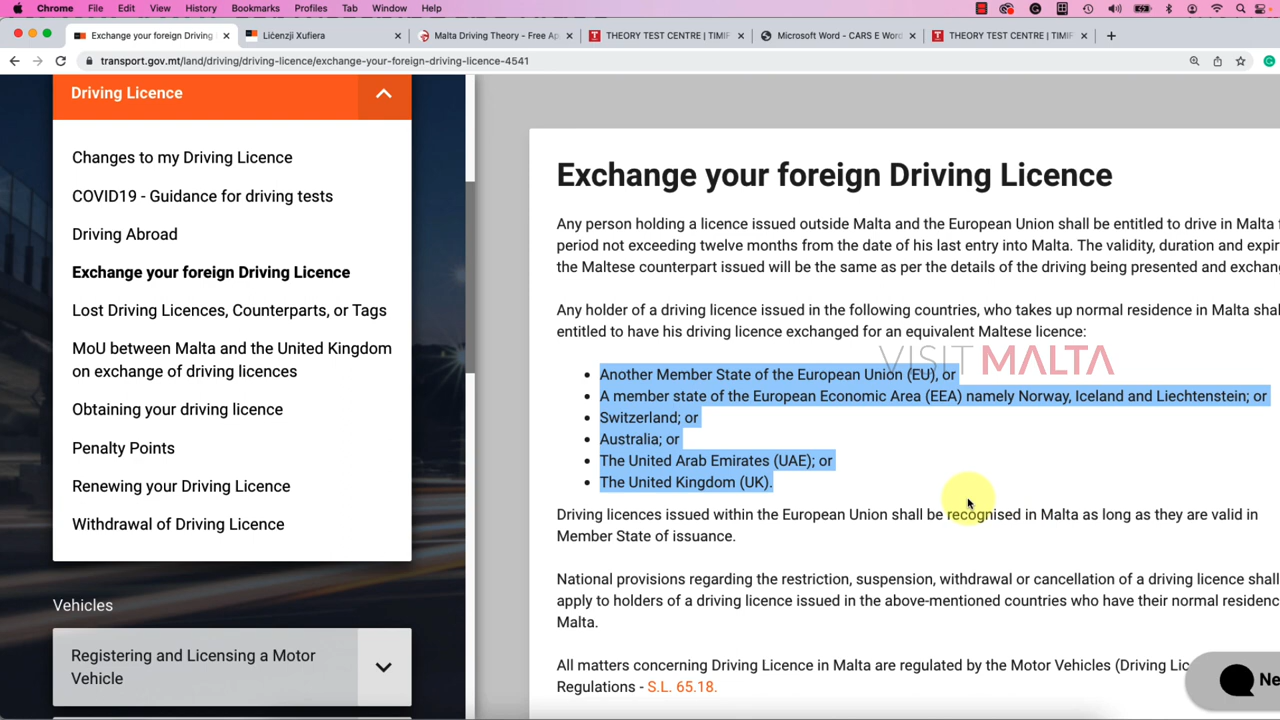 Chrome File Edit View History Bookmarks Profiles Tab Window Help
Exchange your foreign Driving
Liċenzji Xufiera
Malta Driving Theory – Free Ap
THEORY TEST CENTRE | TIMIF
Microsoft Word - CARS E Word
THEORY TEST CENTRE | TIMIF
transport.gov.mt/land/driving/driving-licence/exchange-your-foreign-driving-licence-4541
Driving Licence
Changes to my Driving Licence
COVID19 - Guidance for driving tests
Driving Abroad
Exchange your foreign Driving Licence
Lost Driving Licences, Counterparts, or Tags
MoU between Malta and the United Kingdom
on exchange of driving licences
Obtaining your driving licence
Penalty Points
Renewing your Driving Licence
Withdrawal of Driving Licence
Vehicles
Registering and Licensing a Motor
Vehicle
Exchange your foreign Driving Licence
Any person holding a licence issued outside Malta and the European Union shall be entitled to drive in Malta
period not exceeding twelve months from the date of his last entry into Malta. The validity, duration and expir
the Maltese counterpart issued will be the same as per the details of the driving being presented and exchang
Any holder of a driving licence issued in the following countries, who takes up normal residence in Malta shal
entitled to have his driving licence exchanged for an equivalent Maltese licence:
VISIT MALTA
• Another Member State of the European Union (EU), or
• A member state of the European Economic Area (EEA) namely Norway, Iceland and Liechtenstein; or
• Switzerland; or
• Australia; or
• The United Arab Emirates (UAE); or
• The United Kingdom (UK).
Driving licences issued within the European Union shall be recognised in Malta as long as they are valid in
Member State of issuance.
National provisions regarding the restriction, suspension, withdrawal or cancellation of a driving licence shall
apply to holders of a driving licence issued in the above-mentioned countries who have their normal residenc
Malta.
All matters concerning Driving Licence in Malta are regulated by the Motor Vehicles (Driving Lic
Regulations - S.L. 65.18.
Ne